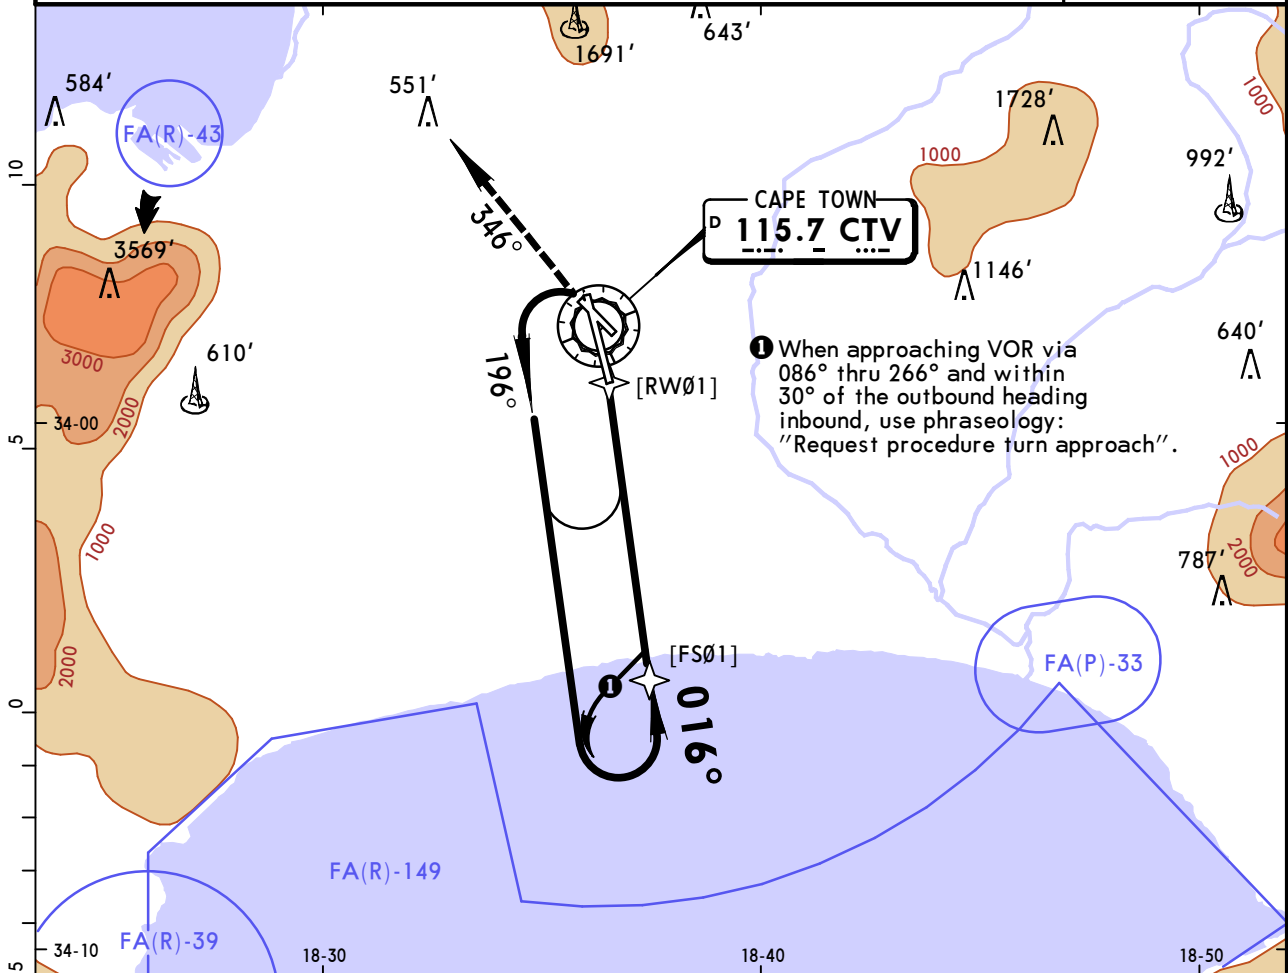 643′
1691′
584′
551′
FA(R)-43
1728′
1000
1000
992′
10
346°
CAPE TOWN
D 115.7 CTV
3569′
1146′
640′
610′
3000
2000
196°
[RWØ1]
1 When approaching VOR via
086° thru 266° and within
30° of the outbound heading
inbound, use phraseology:
"Request procedure turn approach".
34-00
5
1000
1000
2000
787′
[FSØ1]
2000
1
FA(P)-33
016°
0
FA(R)-149
FA(R)-39
34-10
18-30
18-40
18-50
5